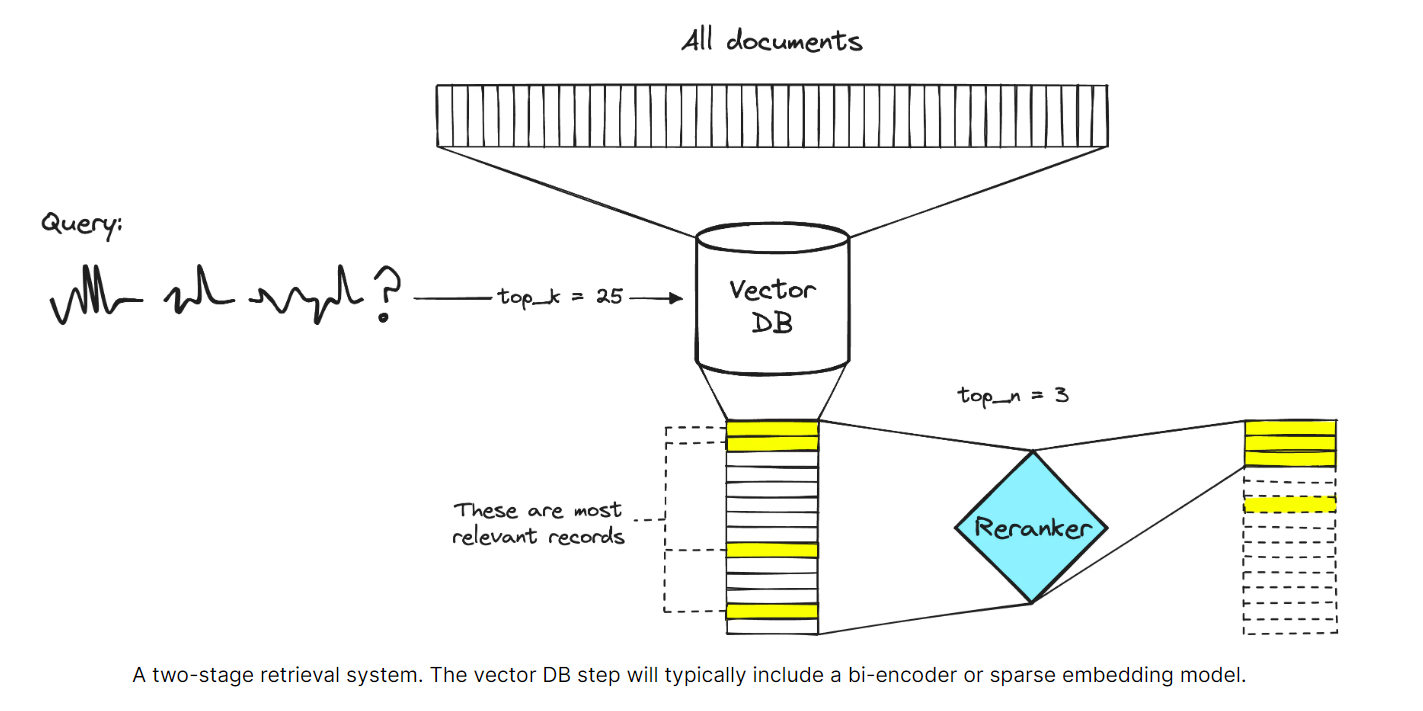 All documents
Query:
?
top_k = 25
Vector
DB
top_n = 3
These are most
relevant records
Reranker
A two-stage retrieval system. The vector DB step will typically include a bi-encoder or sparse embedding model.